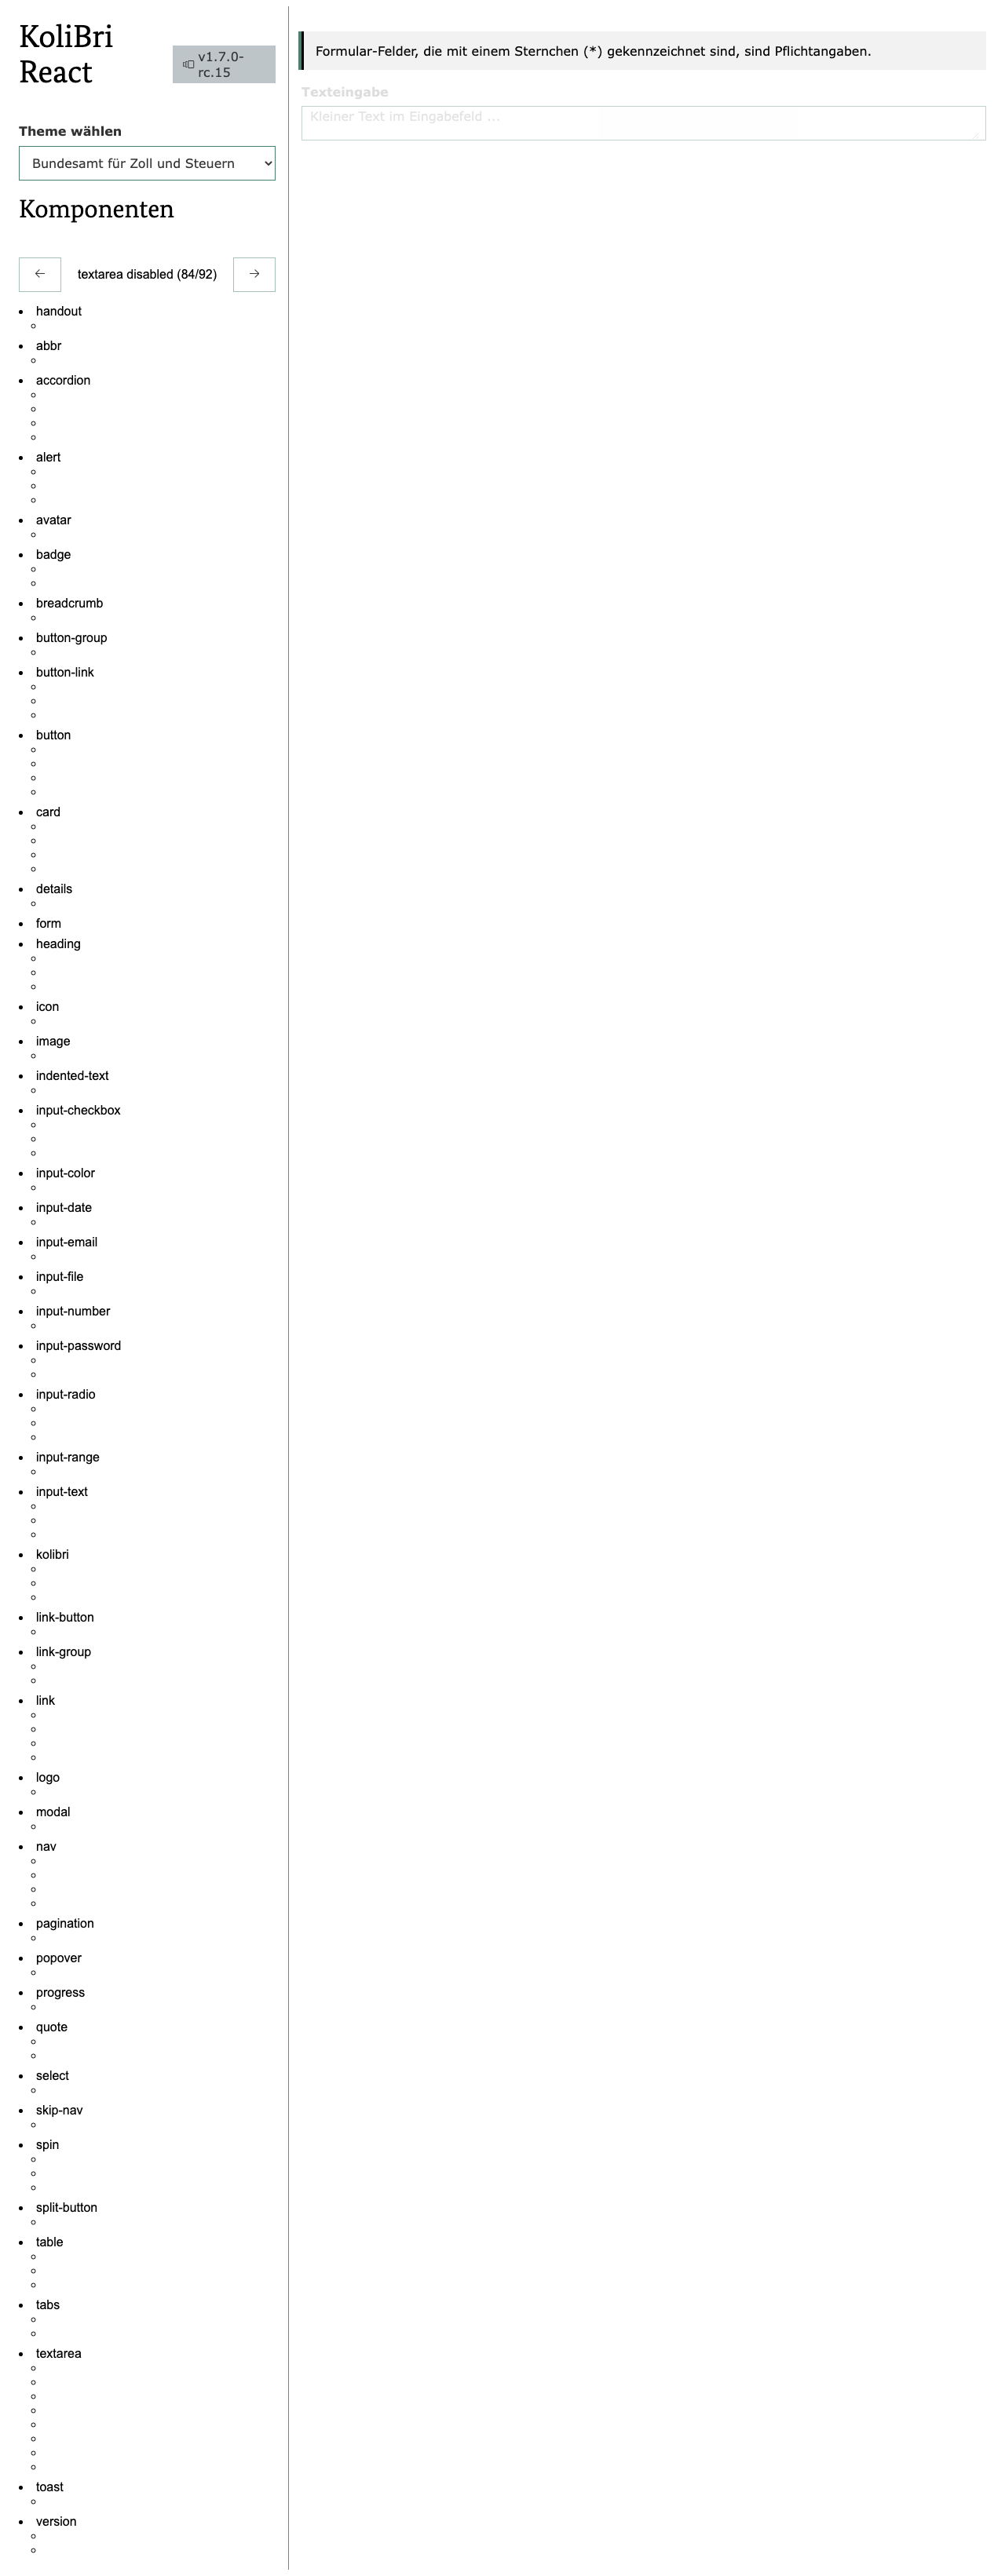 KoliBri
React
v1.7.0-
rc.15
Theme wählen
Bundesamt für Zoll und Steuern
Komponenten
textarea disabled (84/92)
handout
abbr
accordion
alert
avatar
badge
breadcrumb
button-group
button-link
button
card
details
form
heading
icon
image
indented-text
input-checkbox
input-color
input-date
input-email
input-file
input-number
input-password
input-radio
input-range
input-text
kolibri
link-button
link-group
link
logo
modal
nav
pagination
popover
progress
quote
select
skip-nav
spin
split-button
table
tabs
textarea
toast
version
Formular-Felder, die mit einem Sternchen (*) gekennzeichnet sind, sind Pflichtangaben.
Texteingabe
Kleiner Text im Eingabefeld ...